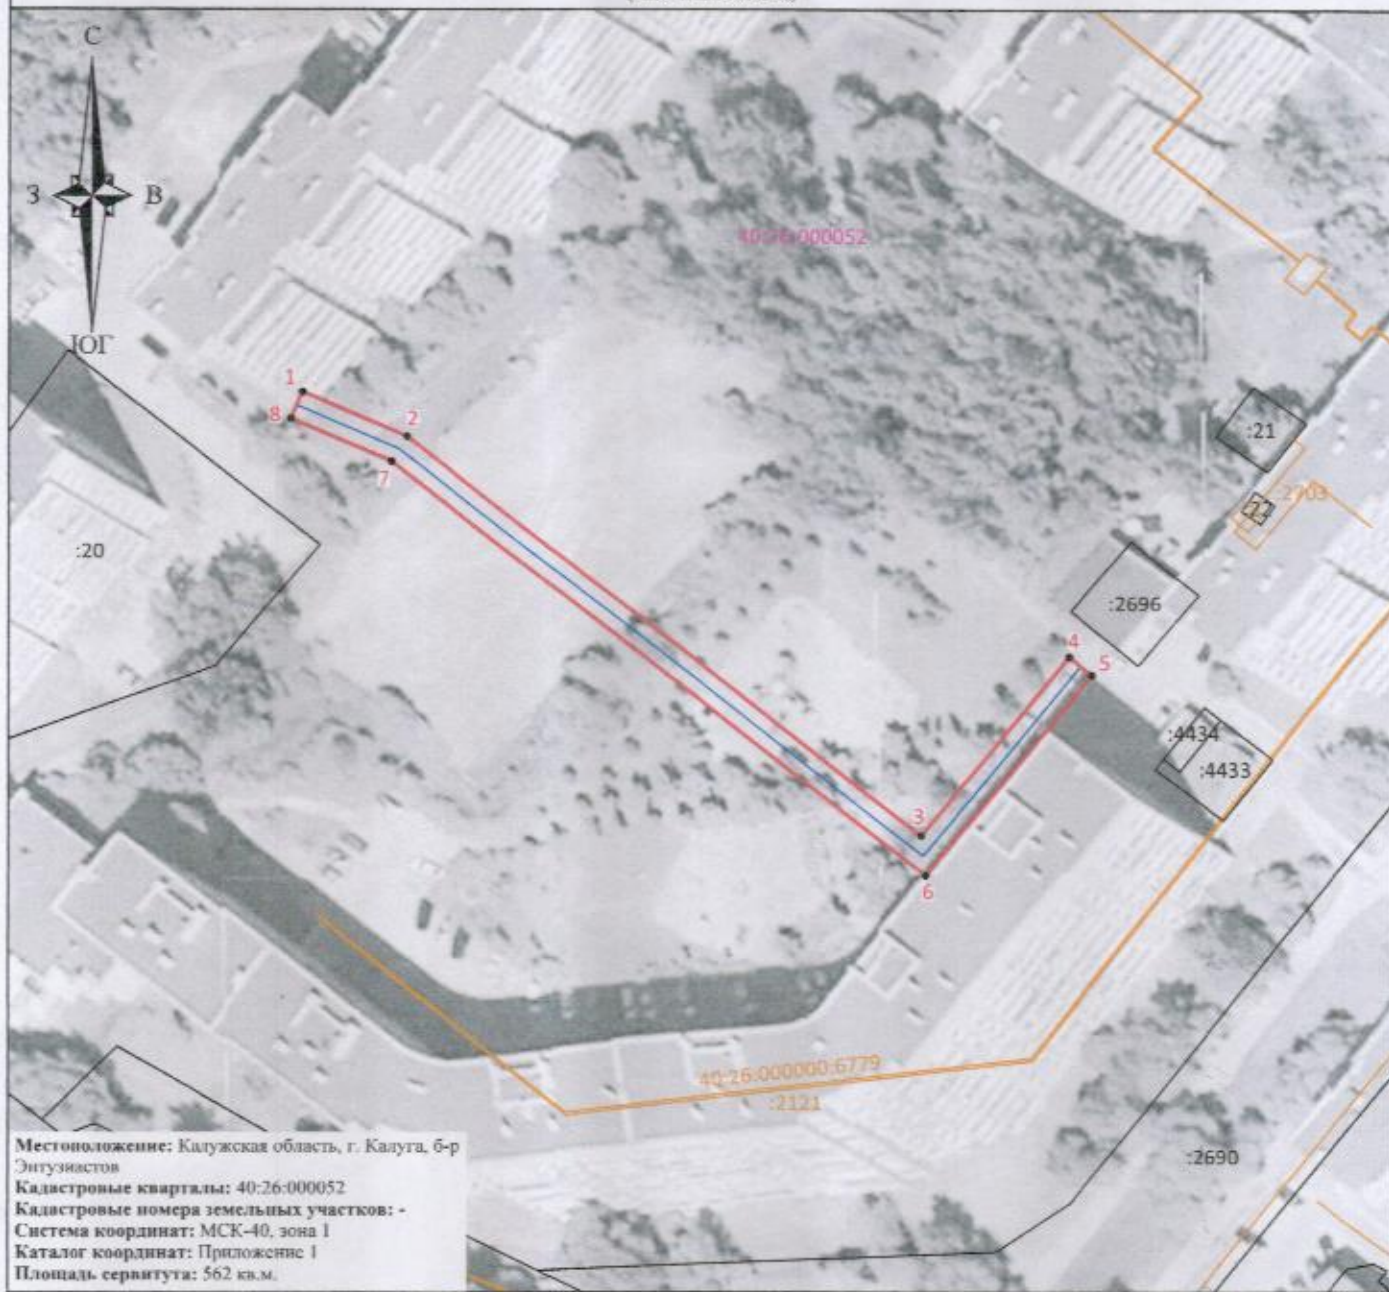 С
З
В
ЮГ
40:26:000052
1
8
2
7
:21
:2703
:22
:20
:2696
4
5
:4434
:4433
3
6
40:26:000000:6779
:2121
:2690
Местоположение: Калужская область, г. Калуга, б-р
Энтузиастов
Кадастровые кварталы: 40:26:000052
Кадастровые номера земельных участков: -
Система координат: МСК-40, зона 1
Каталог координат: Приложение 1
Площадь сервитута: 562 кв.м.